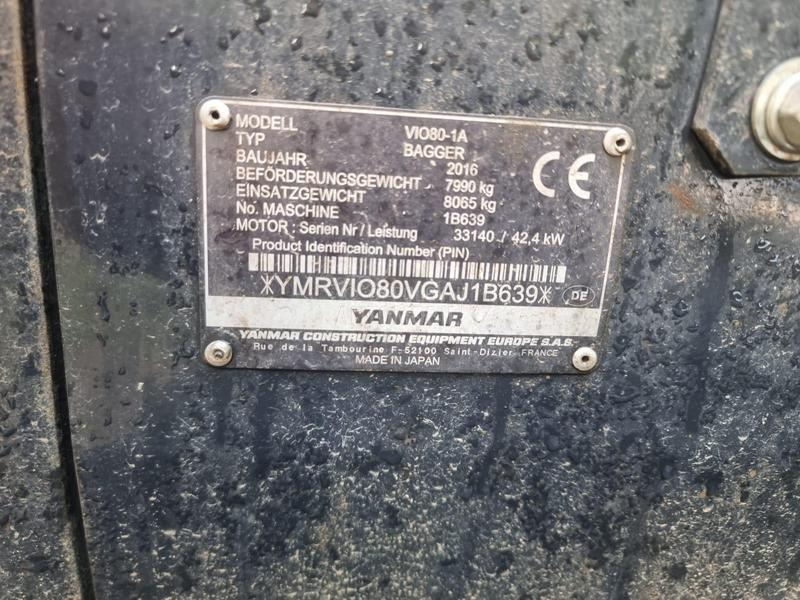 MODELL VIO80-1A
TYP BAGGER
BAUJAHR 2016
BEFÖRDERUNGSGEWICHT 7990 kg
EINSATZGEWICHT 8065 kg
No. MASCHINE 1B639
MOTOR : Serien Nr / Leistung 33140 / 42,4 kW
CE
Product Identification Number (PIN)
*YMRVIO80VGAJ1B639* DE
YANMAR
YANMAR CONSTRUCTION EQUIPMENT EUROPE S.A.S.
Rue de la Tambourine F-52100 Saint-Dizier FRANCE
MADE IN JAPAN